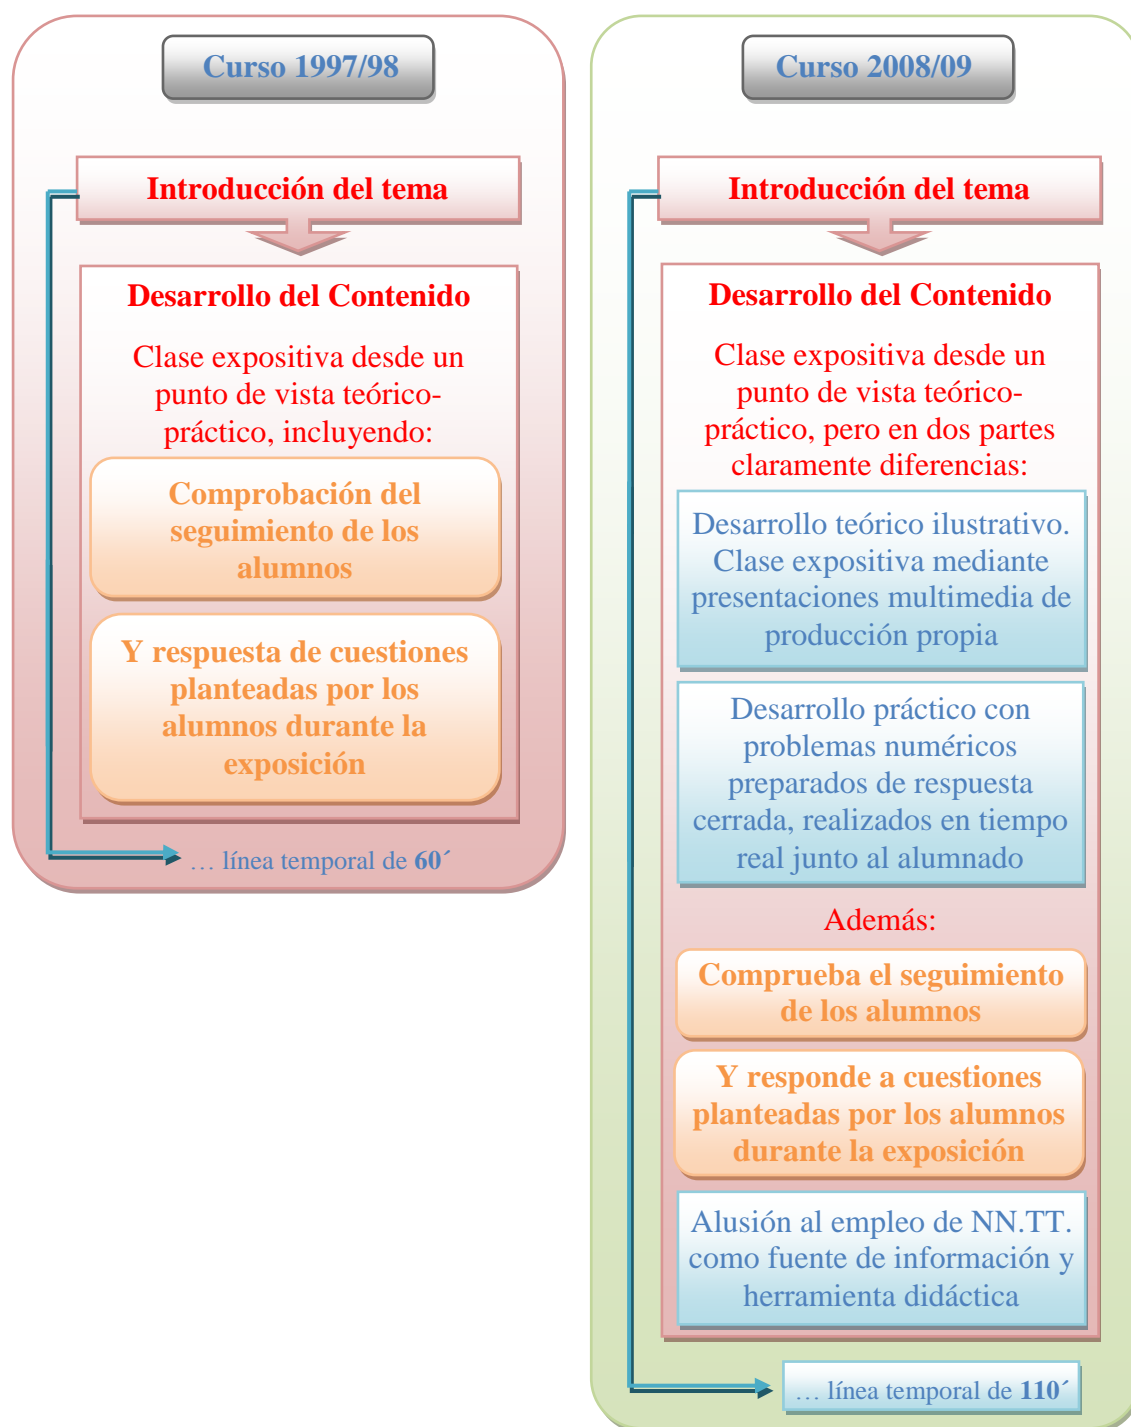 Curso 1997/98
Introducción del tema
Desarrollo del Contenido
Clase expositiva desde un
punto de vista teórico-
práctico, incluyendo:
Comprobación del
seguimiento de los
alumnos
Y respuesta de cuestiones
planteadas por los
alumnos durante la
exposición
… línea temporal de 60´
Curso 2008/09
Introducción del tema
Desarrollo del Contenido
Clase expositiva desde un
punto de vista teórico-
práctico, pero en dos partes
claramente diferencias:
Desarrollo teórico ilustrativo.
Clase expositiva mediante
presentaciones multimedia de
producción propia
Desarrollo práctico con
problemas numéricos
preparados de respuesta
cerrada, realizados en tiempo
real junto al alumnado
Además:
Comprueba el seguimiento
de los alumnos
Y responde a cuestiones
planteadas por los alumnos
durante la exposición
Alusión al empleo de NN.TT.
como fuente de información y
herramienta didáctica
… línea temporal de 110´